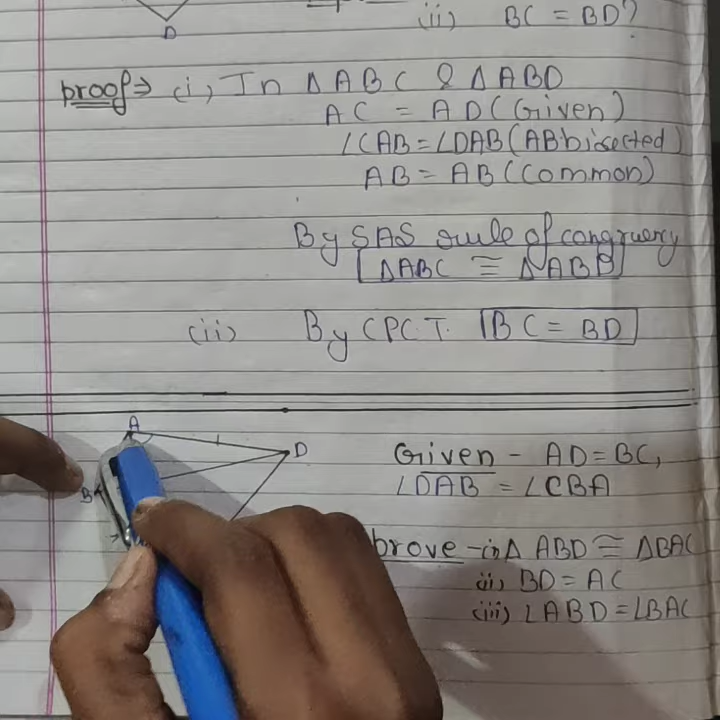 D
(ii) BC = BD?
proof⇒ (i) In ΔABC & ΔABD
AC = AD (Given)
∠CAB = ∠DAB (AB bisected)
AB = AB (Common)
By SAS rule of congruency
ΔABC ≅ ΔABD
(ii) By CPCT. BC = BD
A
D
B
Given - AD = BC,
∠DAB = ∠CBA
prove - (i) Δ ABD ≅ ΔBAC
(ii) BD = AC
(iii) ∠ABD = ∠BAC